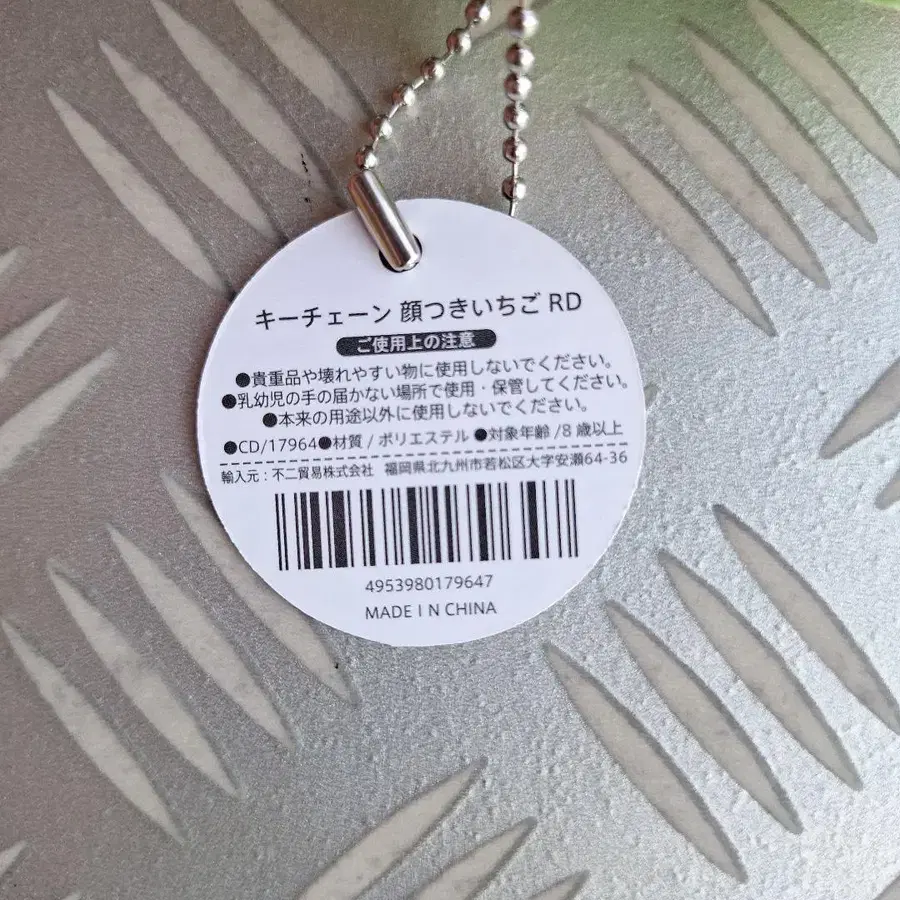 キーチェーン 顔つきいちご RD
ご使用上の注意
●貴重品や壊れやすい物に使用しないでください。
●乳幼児の手の届かない場所で使用・保管してください。
●本来の用途以外に使用しないでください。
●CD/17964●材質 / ポリエステル ●対象年齢 /8 歳以上
輸入元：不二貿易株式会社 福岡県北九州市若松区大字安瀬64-36
4953980179647
MADE I N CHINA